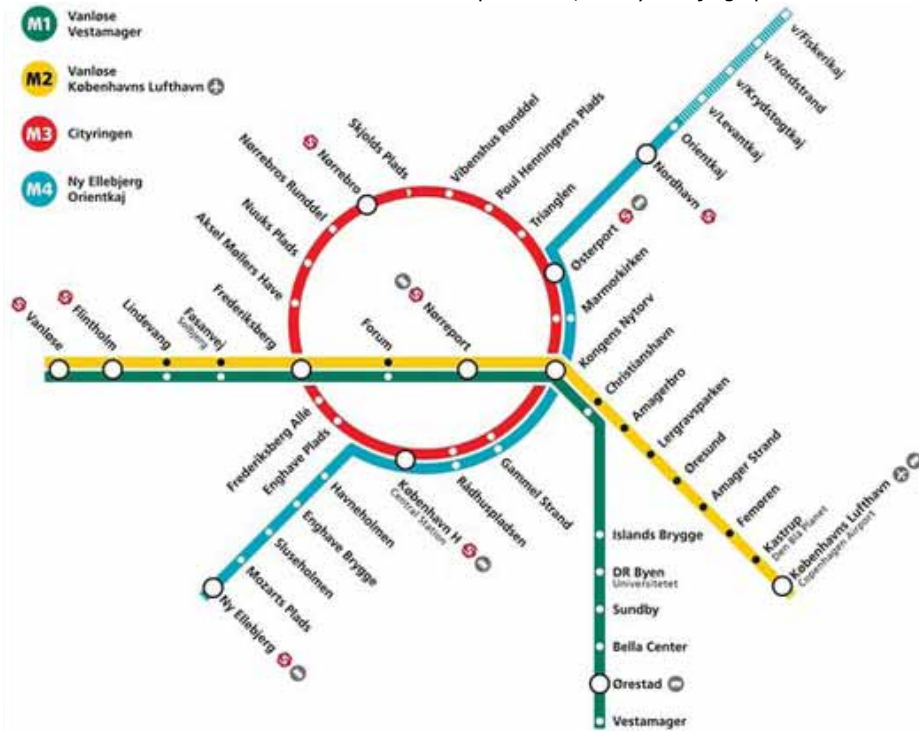 M1 Vanløse
Vestamager
M2 Vanløse
Københavns Lufthavn
M3 Cityringen
M4 Ny Ellebjerg
Orientkaj
v/Fiskerikaj
v/Nordstrand
v/Krydstogtkaj
v/Levantkaj
Orientkaj
Nordhavn S
Østerport S
Marmorkirken
Kongens Nytorv
Skjolds Plads
Vibenshus Runddel
Poul Henningsens Plads
Trianglen
S Nørrebro
Nørrebros Runddel
Nuuks Plads
Aksel Møllers Have
S Vanløse
S Flintholm
Lindevang
Fasanvej
Solbjerg
Frederiksberg
Forum
S Nørreport
Christianshavn
Amagerbro
Lergravsparken
Øresund
Amager Strand
Femøren
Kastrup
Den Blå Planet
Københavns Lufthavn
Copenhagen Airport
Frederiksberg Allé
Enghave Plads
København H S
Central Station
Rådhuspladsen
Gammel Strand
Havneholmen
Enghave Brygge
Sluseholmen
Mozarts Plads
Ny Ellebjerg S
Islands Brygge
DR Byen
Universitetet
Sundby
Bella Center
Ørestad
Vestamager